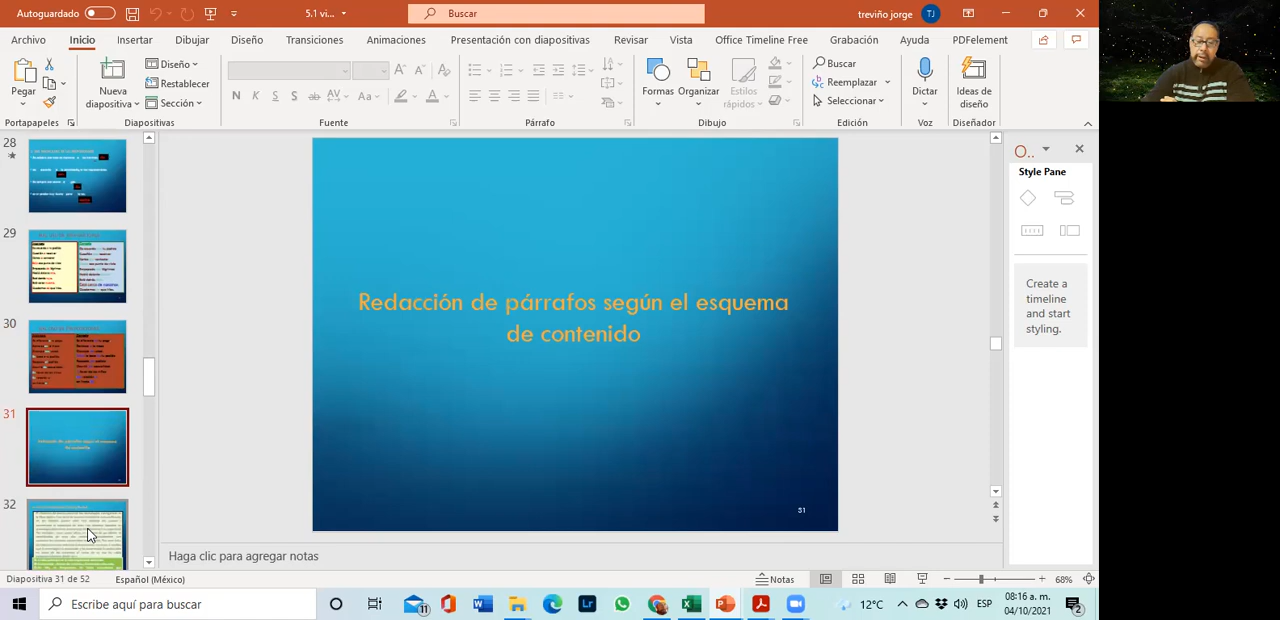 Autoguardado
5.1 vi...
Buscar
treviño jorge
TJ
Archivo
Inicio
Insertar
Dibujar
Diseño
Transiciones
Animaciones
Presentación con diapositivas
Revisar
Vista
Office Timeline Free
Grabación
Ayuda
PDFelement
Pegar
Nueva
diapositiva
Diseño
Restablecer
Sección
N K S S ab AV Aa A
Buscar
Reemplazar
Seleccionar
Formas
Organizar
Estilos
rápidos
Dictar
Ideas de
diseño
Portapapeles
Diapositivas
Fuente
Párrafo
Dibujo
Edición
Voz
Diseñador
28
29
30
31
32
Redacción de párrafos según el esquema
de contenido
31
O..
Style Pane
Create a
timeline
and start
styling.
Haga clic para agregar notas
Diapositiva 31 de 52
Español (México)
Notas
68%
Escribe aquí para buscar
11
12°C
ESP
08:16 a. m.
04/10/2021
2